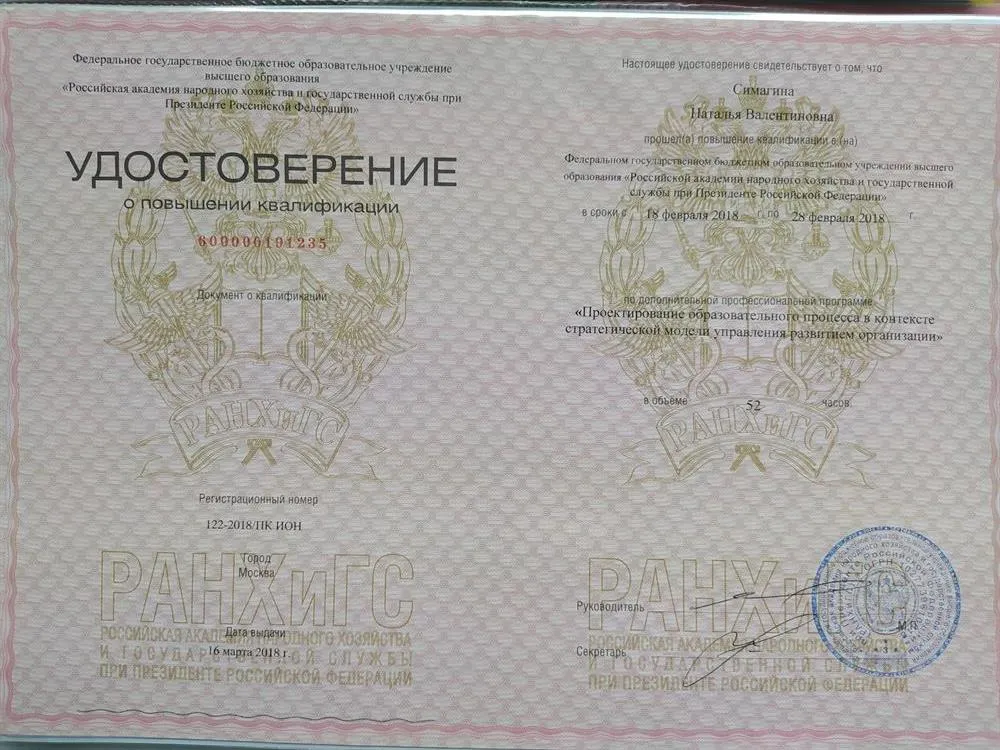 Федеральное государственное бюджетное образовательное учреждение
высшего образования
«Российская академия народного хозяйства и государственной службы при
Президенте Российской Федерации»
УДОСТОВЕРЕНИЕ
о повышении квалификации
600000191235
Документ о квалификации
РАНХиГС
Регистрационный номер
122-2018/ПК ИОН
Город
Москва
Дата выдачи
16 марта 2018 г.
РАНХиГС
РОССИЙСКАЯ АКАДЕМИЯ НАРОДНОГО ХОЗЯЙСТВА
И ГОСУДАРСТВЕННОЙ СЛУЖБЫ
ПРИ ПРЕЗИДЕНТЕ РОССИЙСКОЙ ФЕДЕРАЦИИ
Настоящее удостоверение свидетельствует о том, что
Симагина
Наталья Валентиновна
прошел(а) повышение квалификации в (на)
Федеральном государственном бюджетном образовательном учреждении высшего
образования «Российской академии народного хозяйства и государственной
службы при Президенте Российской Федерации»
в сроки с 18 февраля 2018 г. по 28 февраля 2018 г.
по дополнительной профессиональной программе
«Проектирование образовательного процесса в контексте
стратегической модели управления развитием организации»
в объёме 52 часов.
РАНХиГС
Руководитель
М.П.
Секретарь
РАНХи
РОССИЙСКАЯ АКАДЕМИЯ НАРОДНОГО ХОЗЯЙСТВА
И ГОСУДАРСТВЕННОЙ СЛУЖБЫ
ПРИ ПРЕЗИДЕНТЕ РОССИЙСКОЙ ФЕДЕРАЦИИ